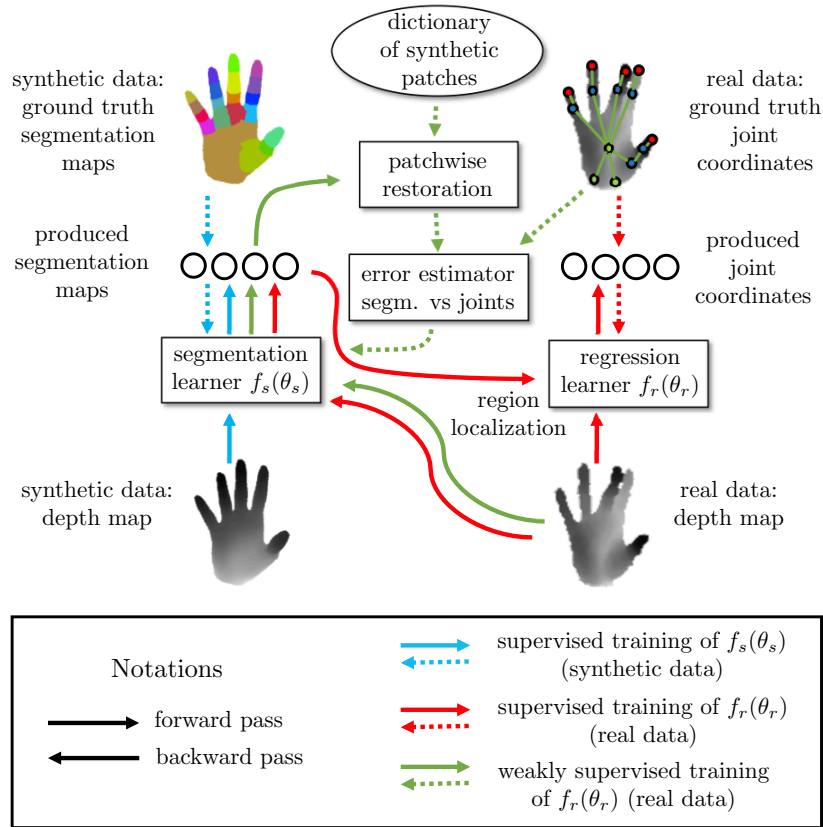 dictionary
of synthetic
patches
synthetic data:
ground truth
segmentation
maps
real data:
ground truth
joint
coordinates
patchwise
restoration
produced
segmentation
maps
error estimator
segm. vs joints
produced
joint
coordinates
segmentation
learner f_s(θ_s)
regression
learner f_r(θ_r)
region
localization
synthetic data:
depth map
real data:
depth map
Notations
forward pass
backward pass
supervised training of f_s(θ_s)
(synthetic data)
supervised training of f_r(θ_r)
(real data)
weakly supervised training
of f_r(θ_r) (real data)